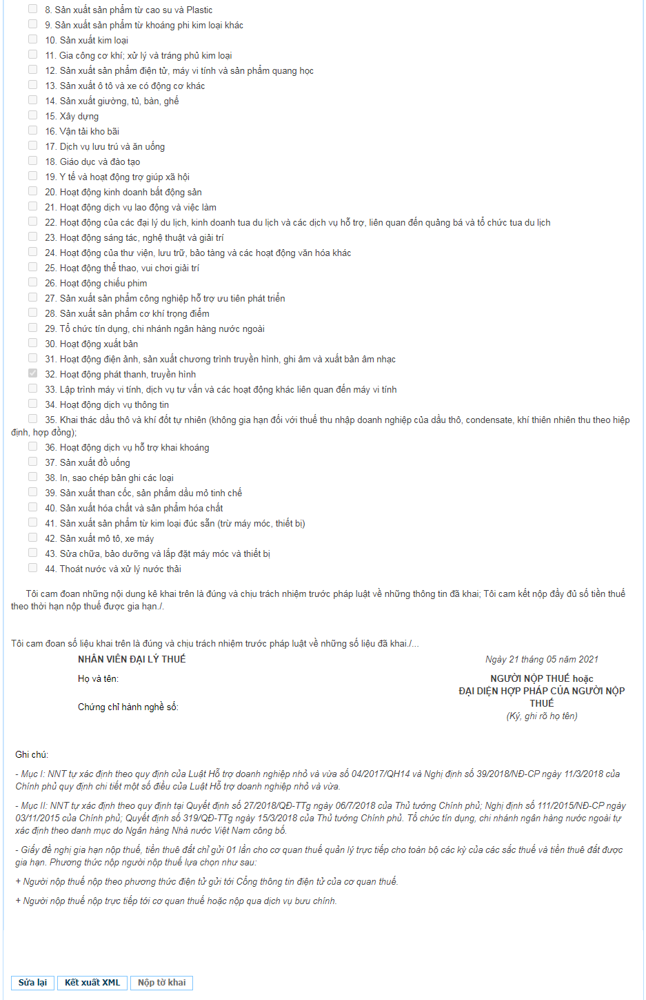 8. Sản xuất sản phẩm từ cao su và Plastic
9. Sản xuất sản phẩm từ khoáng phi kim loại khác
10. Sản xuất kim loại
11. Gia công cơ khí; xử lý và tráng phủ kim loại
12. Sản xuất sản phẩm điện tử, máy vi tính và sản phẩm quang học
13. Sản xuất ô tô và xe có động cơ khác
14. Sản xuất giường, tủ, bàn, ghế
15. Xây dựng
16. Vận tải kho bãi
17. Dịch vụ lưu trú và ăn uống
18. Giáo dục và đào tạo
19. Y tế và hoạt động trợ giúp xã hội
20. Hoạt động kinh doanh bất động sản
21. Hoạt động dịch vụ lao động và việc làm
22. Hoạt động của các đại lý du lịch, kinh doanh tua du lịch và các dịch vụ hỗ trợ, liên quan đến quảng bá và tổ chức tua du lịch
23. Hoạt động sáng tác, nghệ thuật và giải trí
24. Hoạt động của thư viện, lưu trữ, bảo tàng và các hoạt động văn hóa khác
25. Hoạt động thể thao, vui chơi giải trí
26. Hoạt động chiếu phim
27. Sản xuất sản phẩm công nghiệp hỗ trợ ưu tiên phát triển
28. Sản xuất sản phẩm cơ khí trọng điểm
29. Tổ chức tín dụng, chi nhánh ngân hàng nước ngoài
30. Hoạt động xuất bản
31. Hoạt động điện ảnh, sản xuất chương trình truyền hình, ghi âm và xuất bản âm nhạc
32. Hoạt động phát thanh, truyền hình
33. Lập trình máy vi tính, dịch vụ tư vấn và các hoạt động khác liên quan đến máy vi tính
34. Hoạt động dịch vụ thông tin
35. Khai thác dầu thô và khí đốt tự nhiên (không gia hạn đối với thuế thu nhập doanh nghiệp của dầu thô, condensate, khí thiên nhiên thu theo hiệp
định, hợp đồng);
36. Hoạt động dịch vụ hỗ trợ khai khoáng
37. Sản xuất đồ uống
38. In, sao chép bản ghi các loại
39. Sản xuất than cốc, sản phẩm dầu mỏ tinh chế
40. Sản xuất hóa chất và sản phẩm hóa chất
41. Sản xuất sản phẩm từ kim loại đúc sẵn (trừ máy móc, thiết bị)
42. Sản xuất mô tô, xe máy
43. Sửa chữa, bảo dưỡng và lắp đặt máy móc và thiết bị
44. Thoát nước và xử lý nước thải
Tôi cam đoan những nội dung kê khai trên là đúng và chịu trách nhiệm trước pháp luật về những thông tin đã khai; Tôi cam kết nộp đầy đủ số tiền thuế
theo thời hạn nộp thuế được gia hạn./.
Tôi cam đoan số liệu khai trên là đúng và chịu trách nhiệm trước pháp luật về những số liệu đã khai./...
NHÂN VIÊN ĐẠI LÝ THUẾ
Ngày 21 tháng 05 năm 2021
Họ và tên:
NGƯỜI NỘP THUẾ hoặc
ĐẠI DIỆN HỢP PHÁP CỦA NGƯỜI NỘP
THUẾ
Chứng chỉ hành nghề số:
(Ký, ghi rõ họ tên)
Ghi chú:
- Mục I: NNT tự xác định theo quy định của Luật Hỗ trợ doanh nghiệp nhỏ và vừa số 04/2017/QH14 và Nghị định số 39/2018/NĐ-CP ngày 11/3/2018 của
Chính phủ quy định chi tiết một số điều của Luật Hỗ trợ doanh nghiệp nhỏ và vừa.
- Mục II: NNT tự xác định theo quy định tại Quyết định số 27/2018/QĐ-TTg ngày 06/7/2018 của Thủ tướng Chính phủ; Nghị định số 111/2015/NĐ-CP ngày
03/11/2015 của Chính phủ; Quyết định số 319/QĐ-TTg ngày 15/3/2018 của Thủ tướng Chính phủ. Tổ chức tín dụng, chi nhánh ngân hàng nước ngoài tự
xác định theo danh mục do Ngân hàng Nhà nước Việt Nam công bố.
- Giấy đề nghị gia hạn nộp thuế, tiền thuê đất chỉ gửi 01 lần cho cơ quan thuế quản lý trực tiếp cho toàn bộ các kỳ của các sắc thuế và tiền thuê đất được
gia hạn. Phương thức nộp người nộp thuế lựa chọn như sau:
+ Người nộp thuế nộp theo phương thức điện tử gửi tới Cổng thông tin điện tử của cơ quan thuế.
+ Người nộp thuế nộp trực tiếp tới cơ quan thuế hoặc nộp qua dịch vụ bưu chính.
Sửa lại Kết xuất XML Nộp tờ khai